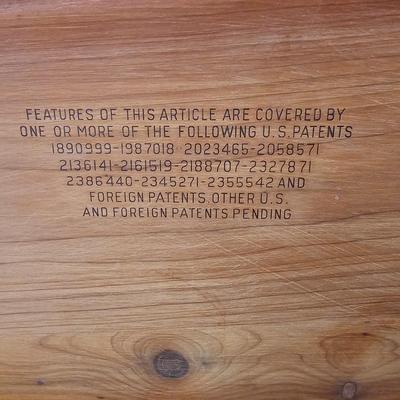 FEATURES OF THIS ARTICLE ARE COVERED BY
ONE OR MORE OF THE FOLLOWING U.S. PATENTS
1890999-1987018 2023465-2058571
2136141-2161519-2188707-2327871
2386440-2345271-2355542 AND
FOREIGN PATENTS, OTHER U.S.
AND FOREIGN PATENTS PENDING